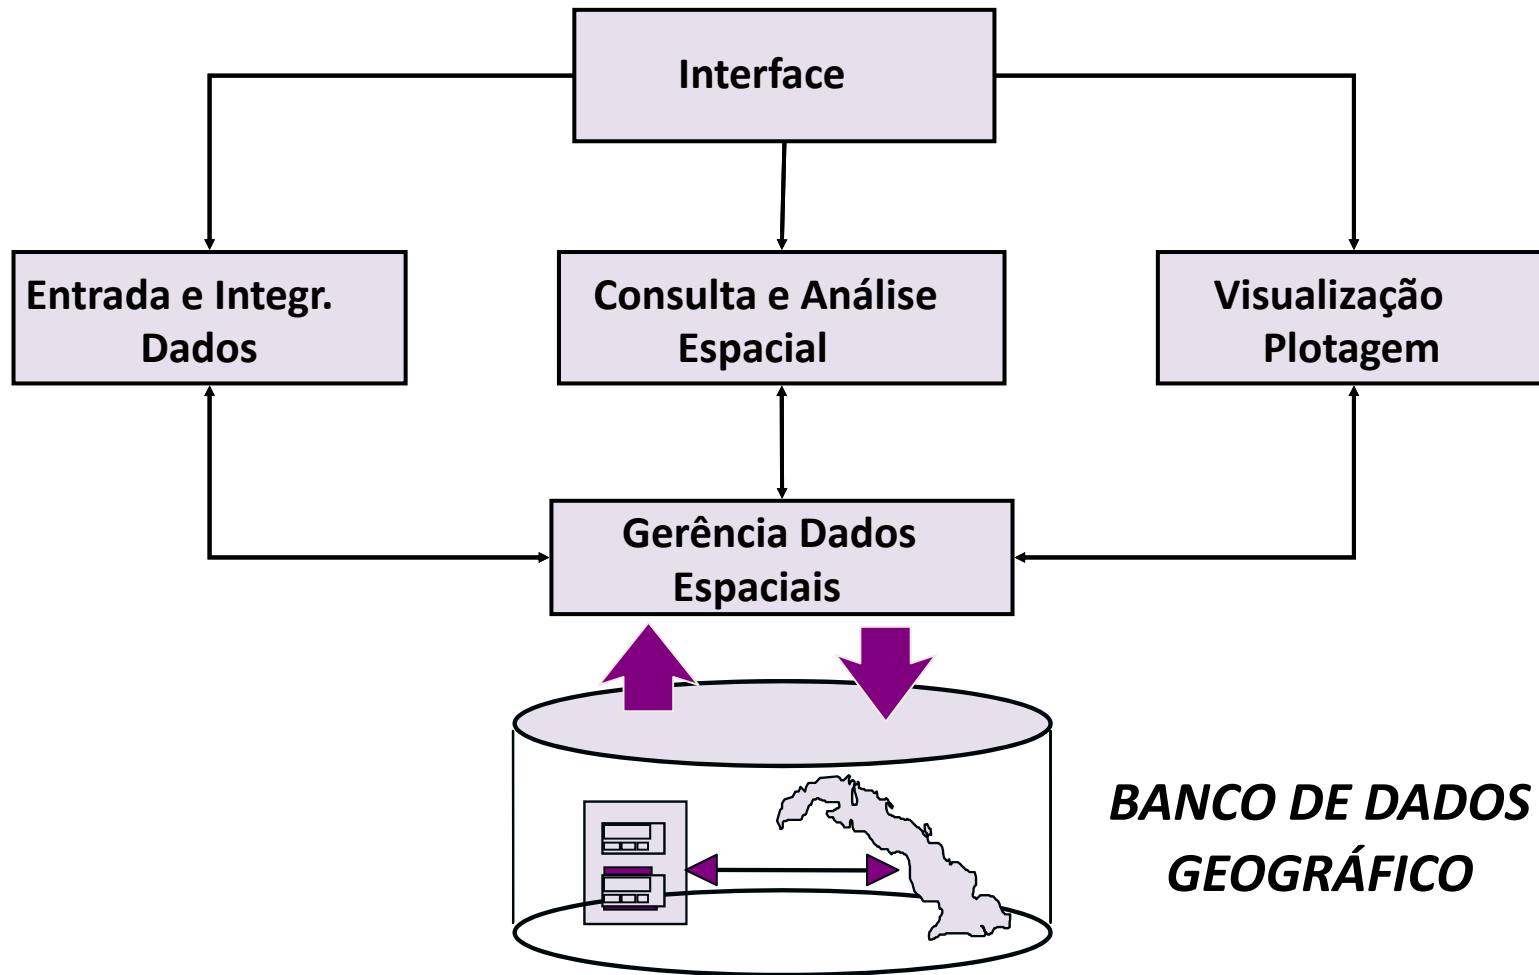 Interface
Entrada e Integr.
Dados
Consulta e Análise
Espacial
Visualização
Plotagem
Gerência Dados
Espaciais
BANCO DE DADOS
GEOGRÁFICO